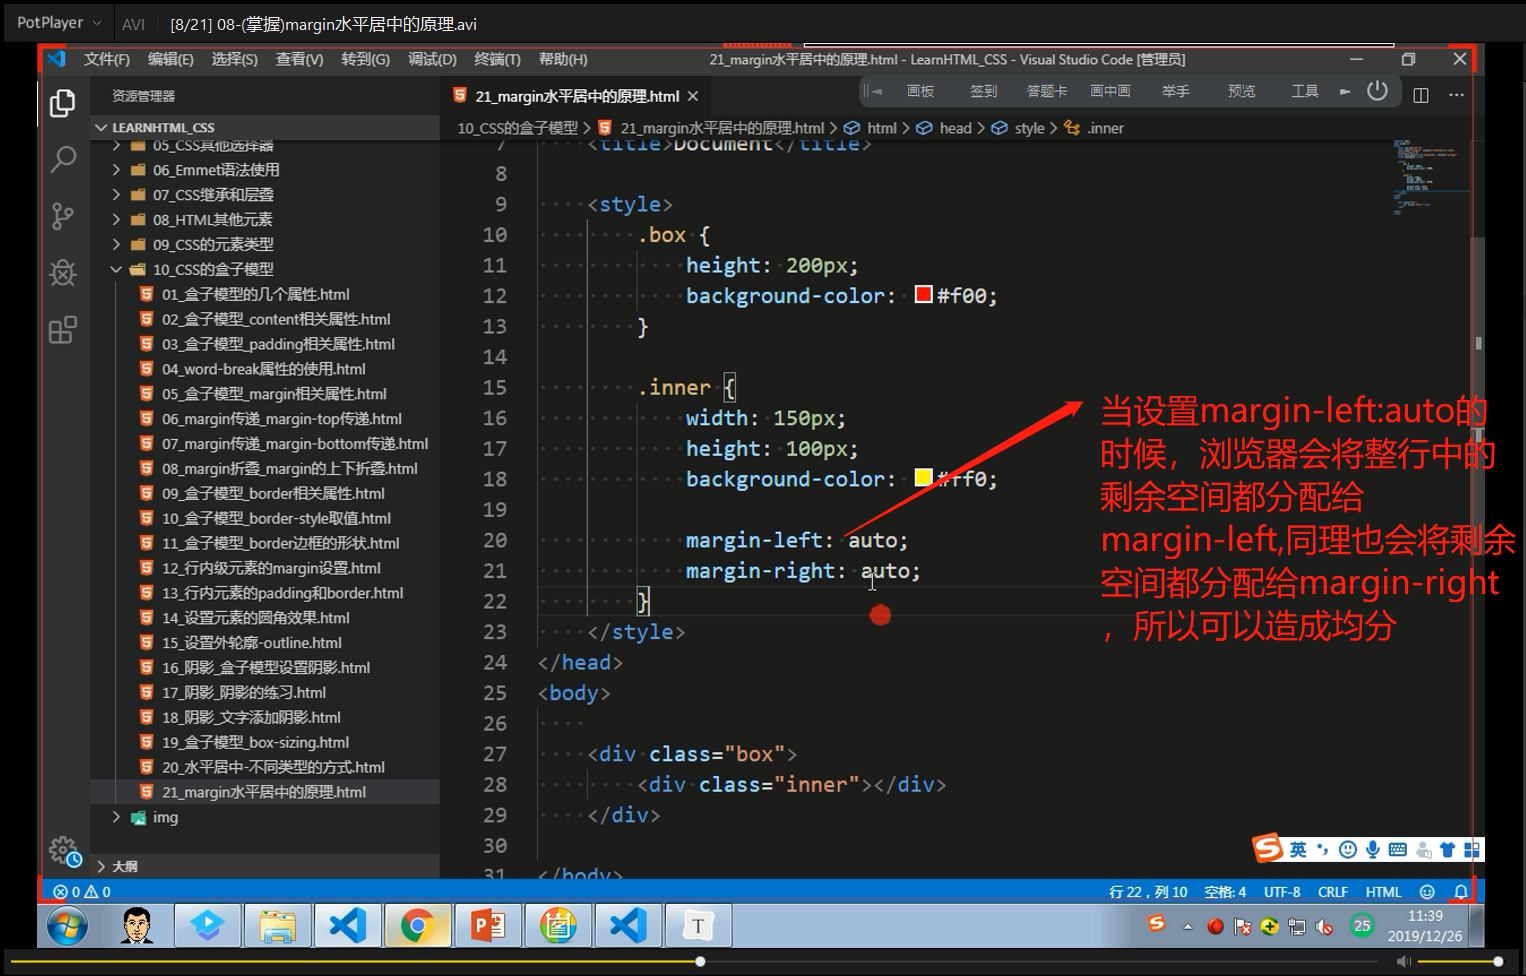 PotPlayer AVI [8/21] 08-(掌握)margin水平居中的原理.avi
文件(F) 编辑(E) 选择(S) 查看(V) 转到(G) 调试(D) 终端(T) 帮助(H) 21_margin水平居中的原理.html - LearnHTML_CSS - Visual Studio Code [管理员]
资源管理器
21_margin水平居中的原理.html
画板 签到 答题卡 画中画 举手 预览 工具
LEARNHTML_CSS
10_CSS的盒子模型 > 21_margin水平居中的原理.html > html > head > style > .inner
05_CSS其他选择器
06_Emmet语法使用
07_CSS继承和层叠
08_HTML其他元素
09_CSS的元素类型
10_CSS的盒子模型
01_盒子模型的几个属性.html
02_盒子模型_content相关属性.html
03_盒子模型_padding相关属性.html
04_word-break属性的使用.html
05_盒子模型_margin相关属性.html
06_margin传递_margin-top传递.html
07_margin传递_margin-bottom传递.html
08_margin折叠_margin的上下折叠.html
09_盒子模型_border相关属性.html
10_盒子模型_border-style取值.html
11_盒子模型_border边框的形状.html
12_行内级元素的margin设置.html
13_行内元素的padding和border.html
14_设置元素的圆角效果.html
15_设置外轮廓-outline.html
16_阴影_盒子模型设置阴影.html
17_阴影_阴影的练习.html
18_阴影_文字添加阴影.html
19_盒子模型_box-sizing.html
20_水平居中-不同类型的方式.html
21_margin水平居中的原理.html
img
大纲
7 <title>Document</title>
8
9 <style>
10 .box {
11 height: 200px;
12 background-color: #f00;
13 }
14
15 .inner {
16 width: 150px;
17 height: 100px;
18 background-color: #ff0;
19
20 margin-left: auto;
21 margin-right: auto;
22 }
23 </style>
24 </head>
25 <body>
26
27 <div class="box">
28 <div class="inner"></div>
29 </div>
30
31 </body>
当设置margin-left:auto的
时候，浏览器会将整行中的
剩余空间都分配给
margin-left,同理也会将剩余
空间都分配给margin-right
，所以可以造成均分
英
0 0 行 22，列 10 空格: 4 UTF-8 CRLF HTML
T 25 11:39
2019/12/26